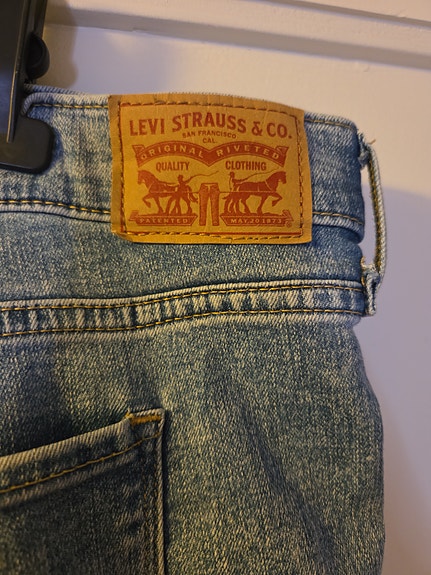 LEVI STRAUSS & CO.
SAN FRANCISCO
CAL
ORIGINAL RIVETED
QUALITY CLOTHING
PATENTED MAY 20 1873